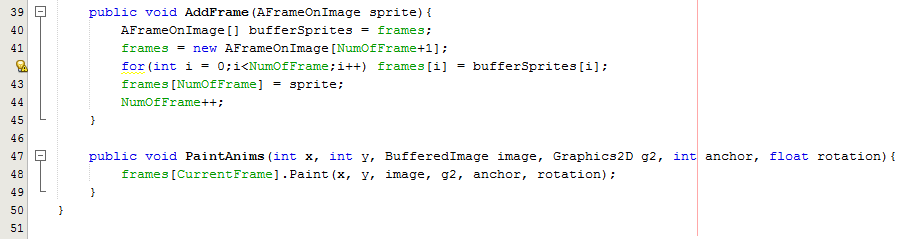 39 public void AddFrame(AFrameOnImage sprite){
40 AFrameOnImage[] bufferSprites = frames;
41 frames = new AFrameOnImage[NumOfFrame+1];
for(int i = 0;i<NumOfFrame;i++) frames[i] = bufferSprites[i];
43 frames[NumOfFrame] = sprite;
44 NumOfFrame++;
45 }
46
47 public void PaintAnims(int x, int y, BufferedImage image, Graphics2D g2, int anchor, float rotation){
48 frames[CurrentFrame].Paint(x, y, image, g2, anchor, rotation);
49 }
50 }
51